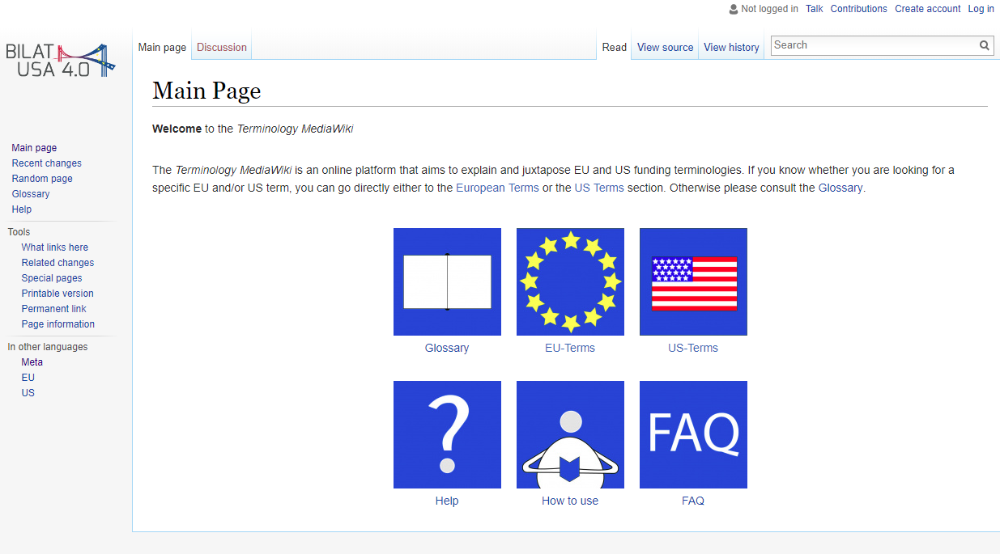 Not logged in Talk Contributions Create account Log in
BILAT
USA 4.0
Main page Discussion Read View source View history Search
Main Page
Welcome to the Terminology MediaWiki
The Terminology MediaWiki is an online platform that aims to explain and juxtapose EU and US funding terminologies. If you know whether you are looking for a
specific EU and/or US term, you can go directly either to the European Terms or the US Terms section. Otherwise please consult the Glossary.
Main page
Recent changes
Random page
Glossary
Help
Tools
What links here
Related changes
Special pages
Printable version
Permanent link
Page information
In other languages
Meta
EU
US
Glossary EU-Terms US-Terms
?
FAQ
Help How to use FAQ